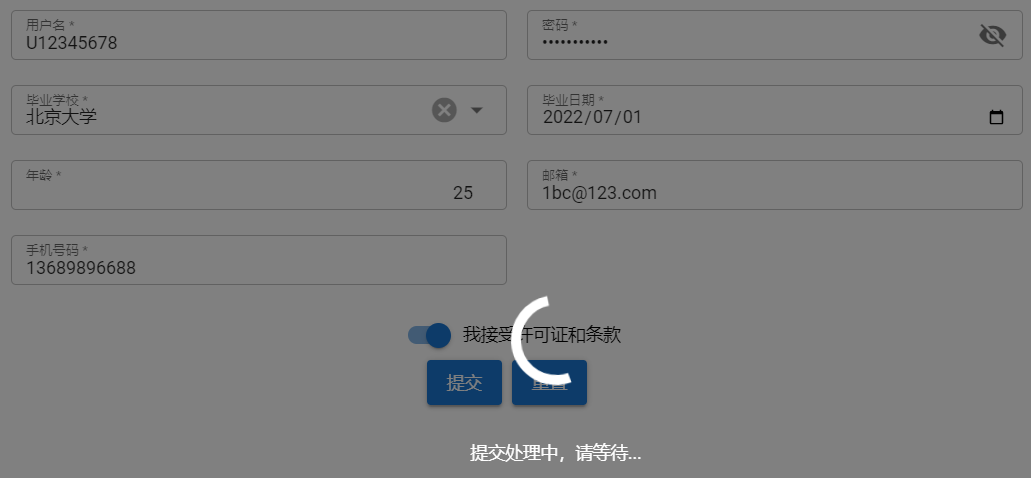 用户名 *
U12345678
密码 *
•••••••••••
毕业学校 *
北京大学
毕业日期 *
2022/07/01
年龄 *
25
邮箱 *
1bc@123.com
手机号码 *
13689896688
我接受许可证和条款
提交
重置
提交处理中，请等待...